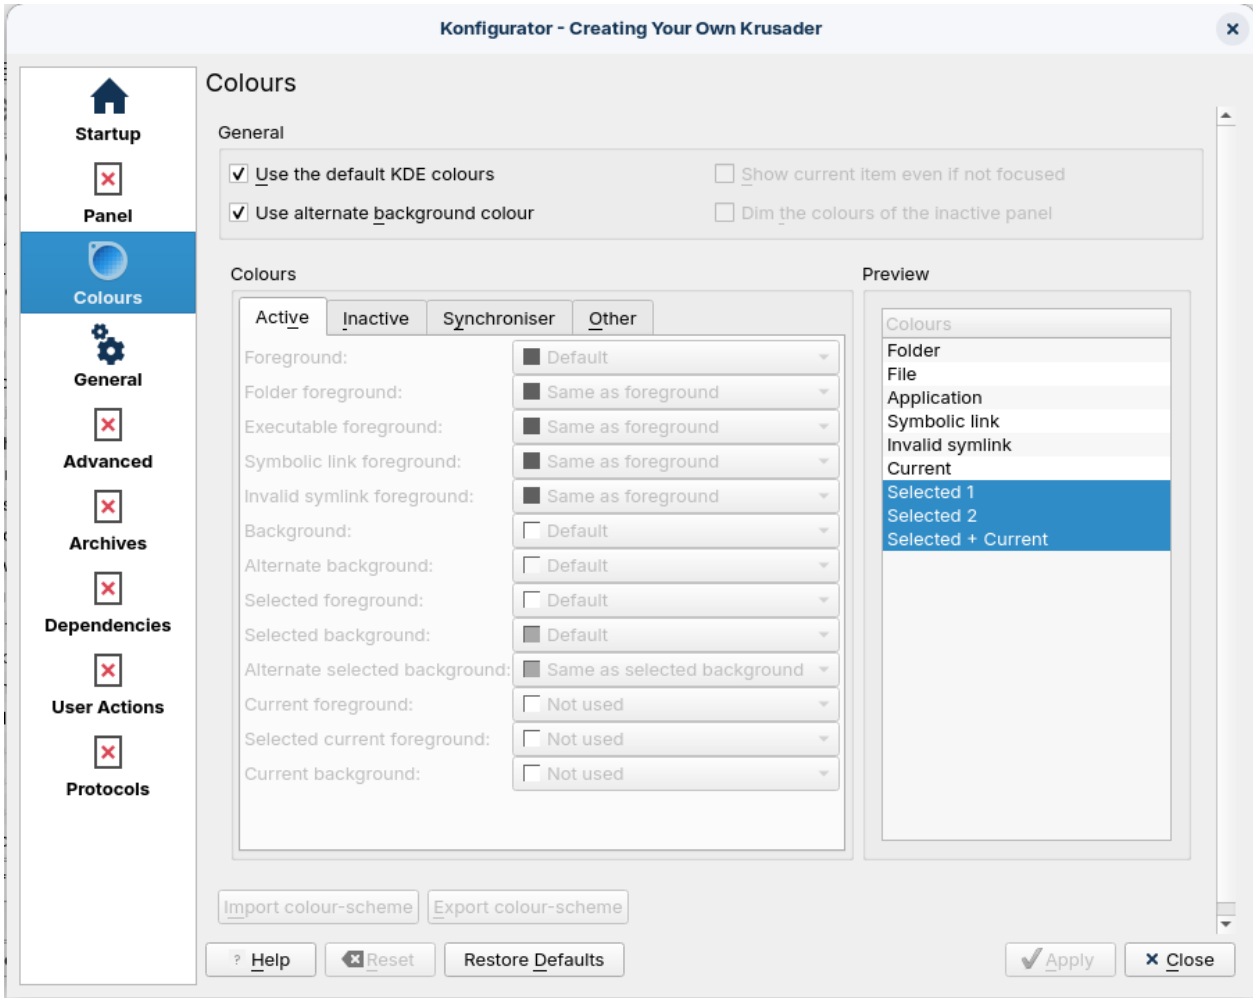 Konfigurator - Creating Your Own Krusader
Startup
Panel
Colours
General
Advanced
Archives
Dependencies
User Actions
Protocols
Colours
General
Use the default KDE colours
Show current item even if not focused
Use alternate background colour
Dim the colours of the inactive panel
Colours
Active
Inactive
Synchroniser
Other
Foreground: Default
Folder foreground: Same as foreground
Executable foreground: Same as foreground
Symbolic link foreground: Same as foreground
Invalid symlink foreground: Same as foreground
Background: Default
Alternate background: Default
Selected foreground: Default
Selected background: Default
Alternate selected background: Same as selected background
Current foreground: Not used
Selected current foreground: Not used
Current background: Not used
Preview
Colours
Folder
File
Application
Symbolic link
Invalid symlink
Current
Selected 1
Selected 2
Selected + Current
Import colour-scheme
Export colour-scheme
? Help
Reset
Restore Defaults
Apply
Close